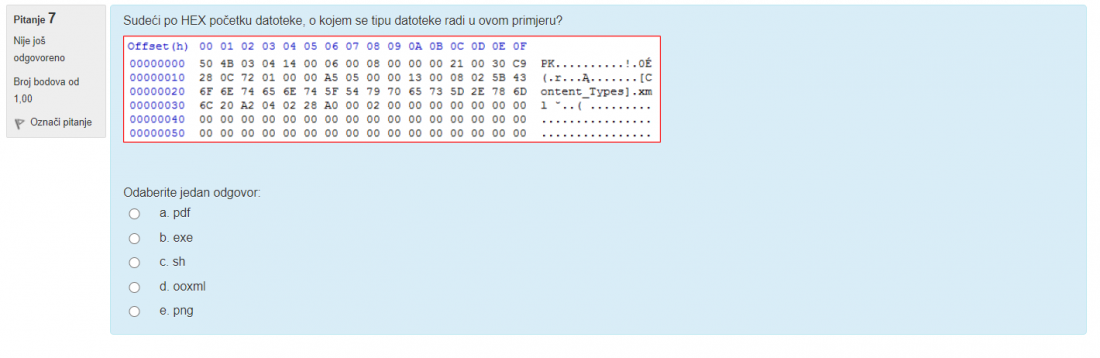 Pitanje 7
Nije još
odgovoreno
Broj bodova od
1,00
Označi pitanje
Sudeći po HEX početku datoteke, o kojem se tipu datoteke radi u ovom primjeru?
Offset(h) 00 01 02 03 04 05 06 07 08 09 0A 0B 0C 0D 0E 0F
00000000 50 4B 03 04 14 00 06 00 08 00 00 00 21 00 30 C9 PK..........!.0É
00000010 28 0C 72 01 00 00 A5 05 00 00 13 00 08 02 5B 43 (.r...Ą.......[C
00000020 6F 6E 74 65 6E 74 5F 54 79 70 65 73 5D 2E 78 6D ontent_Types].xm
00000030 6C 20 A2 04 02 28 A0 00 02 00 00 00 00 00 00 00 l ˘..( .........
00000040 00 00 00 00 00 00 00 00 00 00 00 00 00 00 00 00 ................
00000050 00 00 00 00 00 00 00 00 00 00 00 00 00 00 00 00 ................
Odaberite jedan odgovor:
a. pdf
b. exe
c. sh
d. ooxml
e. png